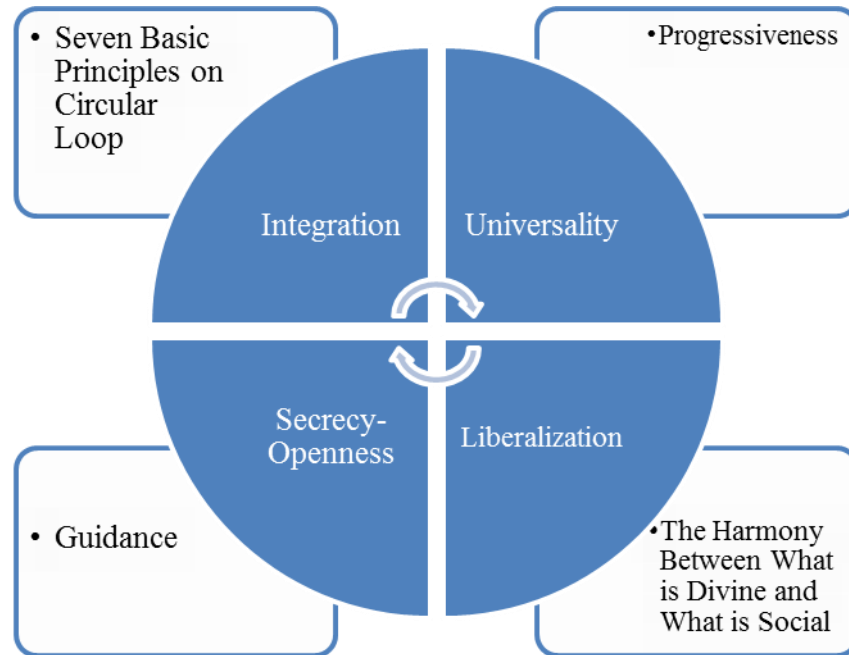 • Seven Basic
Principles on
Circular
Loop
•Progressiveness
Integration
Universality
Secrecy-
Openness
Liberalization
• Guidance
•The Harmony
Between What
is Divine and
What is Social